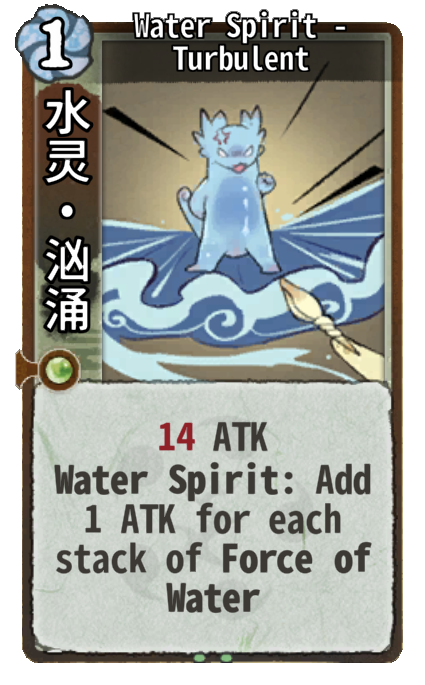 1
Water Spirit -
Turbulent
水灵·汹涌
14 ATK
Water Spirit: Add
1 ATK for each
stack of Force of
Water